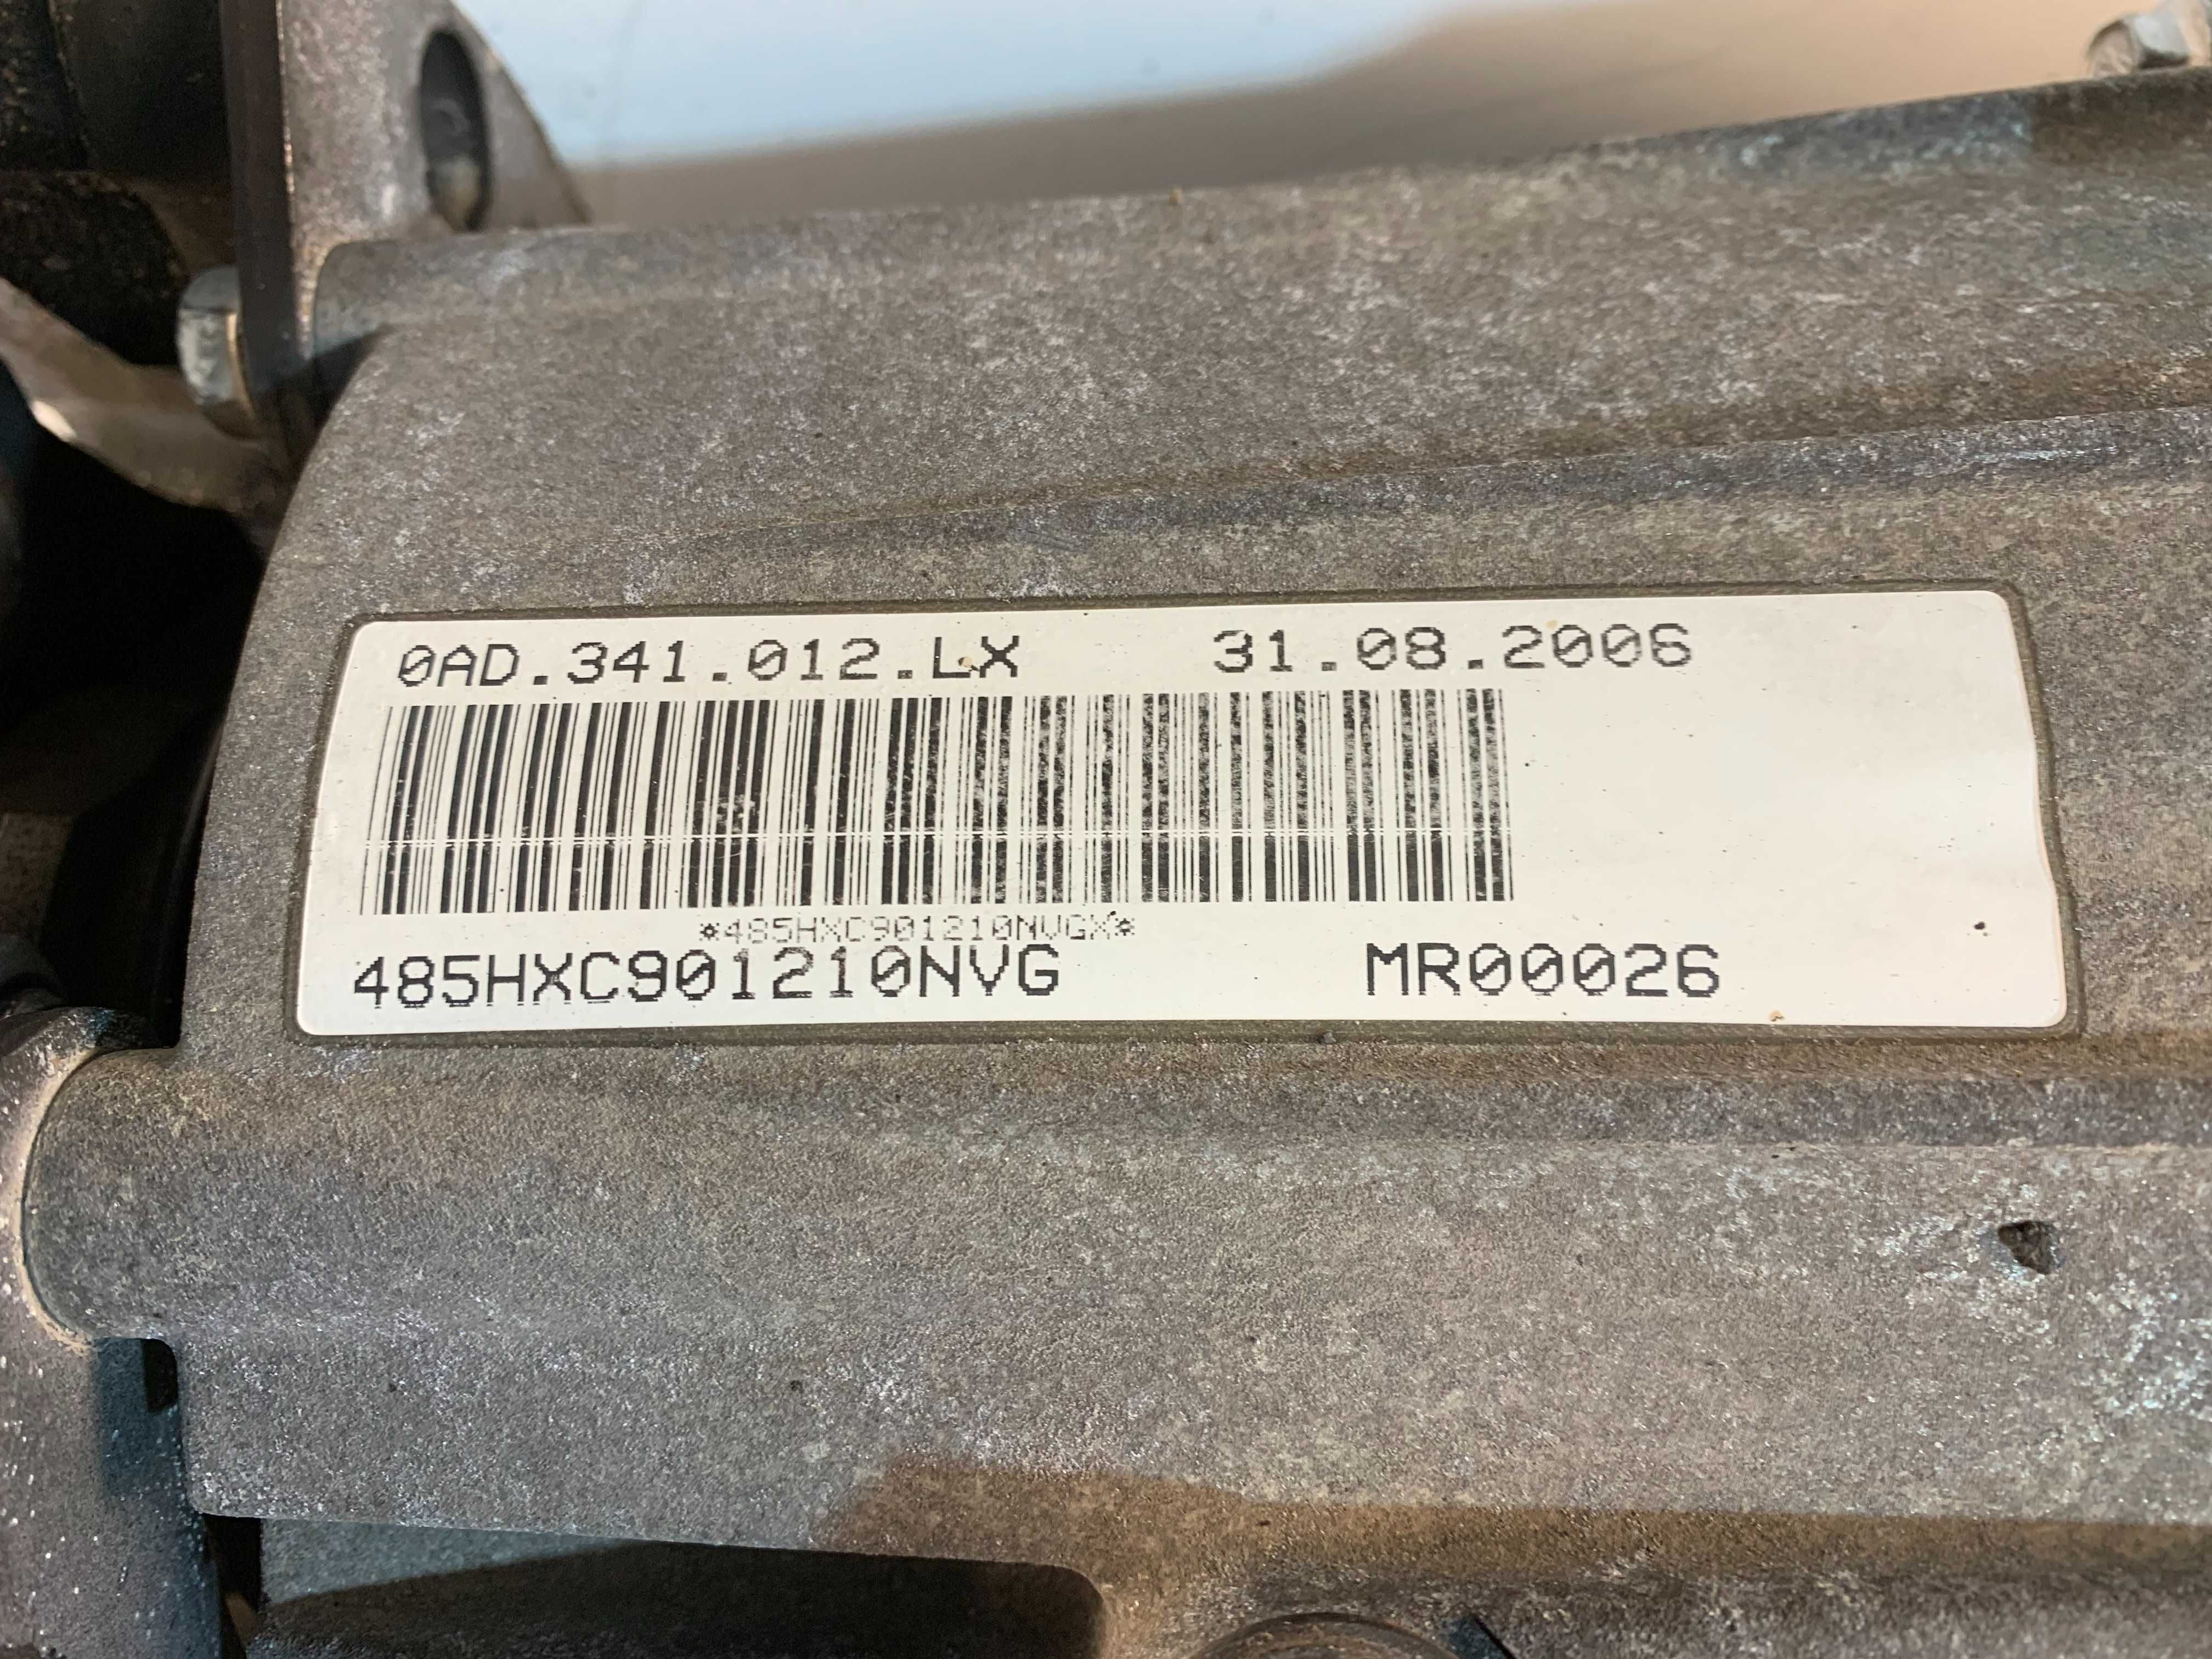 0AD.341.012.LX 31.08.2006
*485HXC901210NVGX*
485HXC901210NVG MR00026